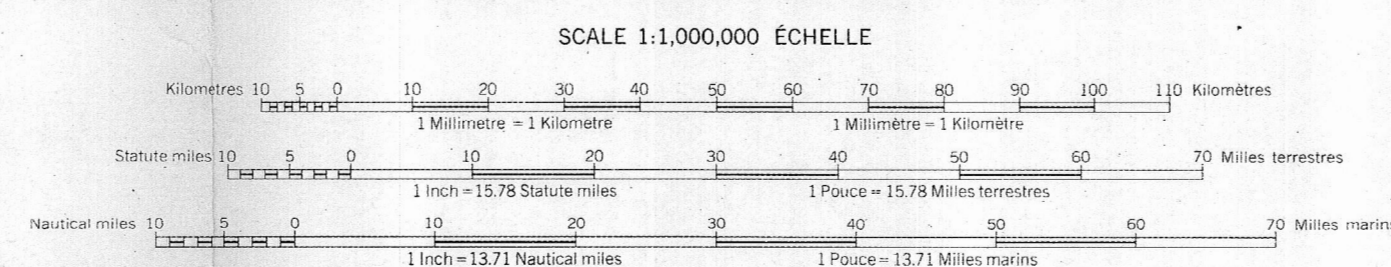 SCALE 1:1,000,000 ÉCHELLE
Kilometres 10 5 0 10 20 30 40 50 60 70 80 90 100 110 Kilomètres
1 Millimetre = 1 Kilometre 1 Millimètre = 1 Kilomètre
Statute miles 10 5 0 10 20 30 40 50 60 70 Milles terrestres
1 Inch = 15.78 Statute miles 1 Pouce = 15.78 Milles terrestres
Nautical miles 10 5 0 10 20 30 40 50 60 70 Milles marins
1 Inch = 13.71 Nautical miles 1 Pouce = 13.71 Milles marins